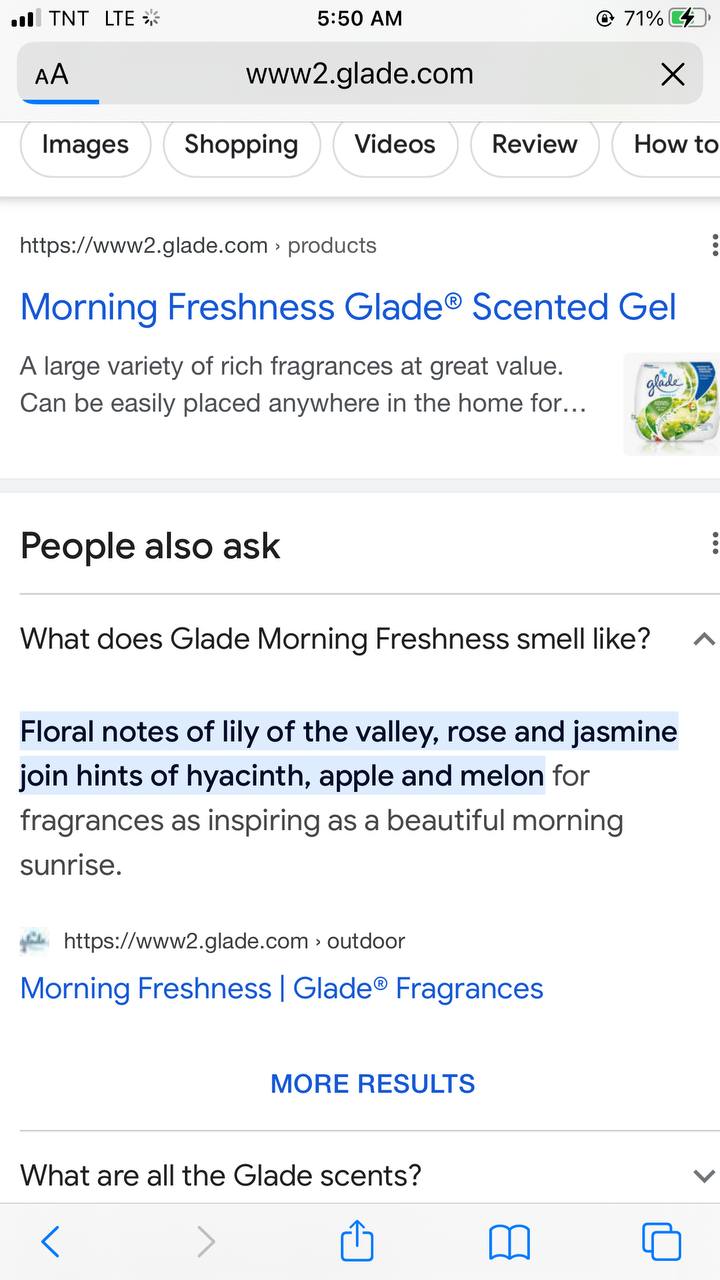 TNT LTE 5:50 AM 71%
AA www2.glade.com
Images Shopping Videos Review How to
https://www2.glade.com › products
Morning Freshness Glade® Scented Gel
A large variety of rich fragrances at great value.
Can be easily placed anywhere in the home for...
glade
People also ask
What does Glade Morning Freshness smell like?
Floral notes of lily of the valley, rose and jasmine
join hints of hyacinth, apple and melon for
fragrances as inspiring as a beautiful morning
sunrise.
glade https://www2.glade.com › outdoor
Morning Freshness | Glade® Fragrances
MORE RESULTS
What are all the Glade scents?